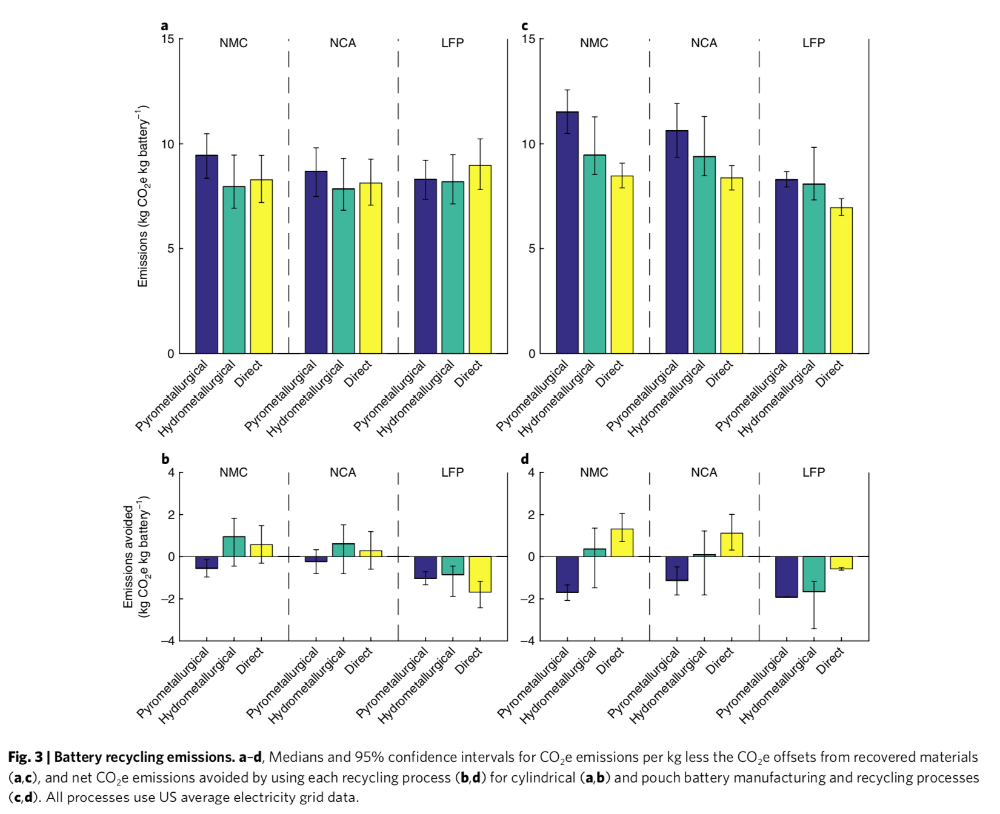 a
15
NMC
NCA
LFP
10
5
0
Emissions (kg CO₂e kg battery⁻¹)
Pyrometallurgical
Hydrometallurgical
Direct
Pyrometallurgical
Hydrometallurgical
Direct
Pyrometallurgical
Hydrometallurgical
Direct
c
15
NMC
NCA
LFP
10
5
0
Pyrometallurgical
Hydrometallurgical
Direct
Pyrometallurgical
Hydrometallurgical
Direct
Pyrometallurgical
Hydrometallurgical
Direct
b
4
NMC
NCA
LFP
2
0
–2
–4
Emissions avoided
(kg CO₂e kg battery⁻¹)
Pyrometallurgical
Hydrometallurgical
Direct
Pyrometallurgical
Hydrometallurgical
Direct
Pyrometallurgical
Hydrometallurgical
Direct
d
4
NMC
NCA
LFP
2
0
–2
–4
Pyrometallurgical
Hydrometallurgical
Direct
Pyrometallurgical
Hydrometallurgical
Direct
Pyrometallurgical
Hydrometallurgical
Direct
Fig. 3 | Battery recycling emissions. a–d, Medians and 95% confidence intervals for CO₂e emissions per kg less the CO₂e offsets from recovered materials
(a,c), and net CO₂e emissions avoided by using each recycling process (b,d) for cylindrical (a,b) and pouch battery manufacturing and recycling processes
(c,d). All processes use US average electricity grid data.